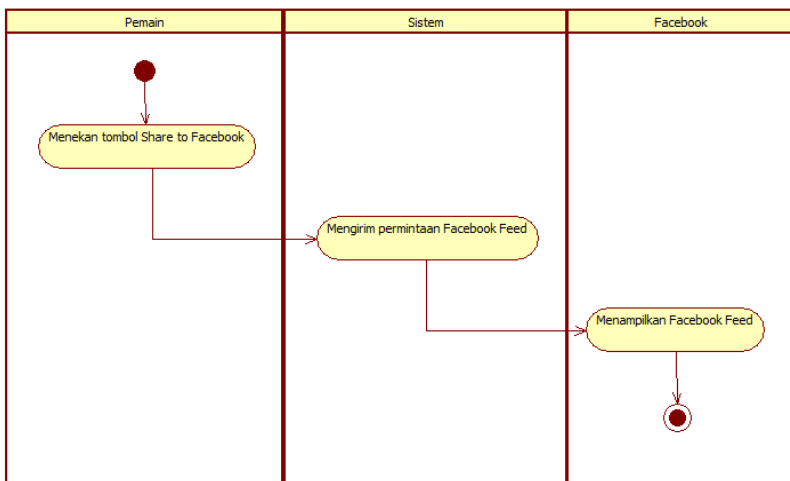 Pemain
Sistem
Facebook
Menekan tombol Share to Facebook
Mengirim permintaan Facebook Feed
Menampilkan Facebook Feed